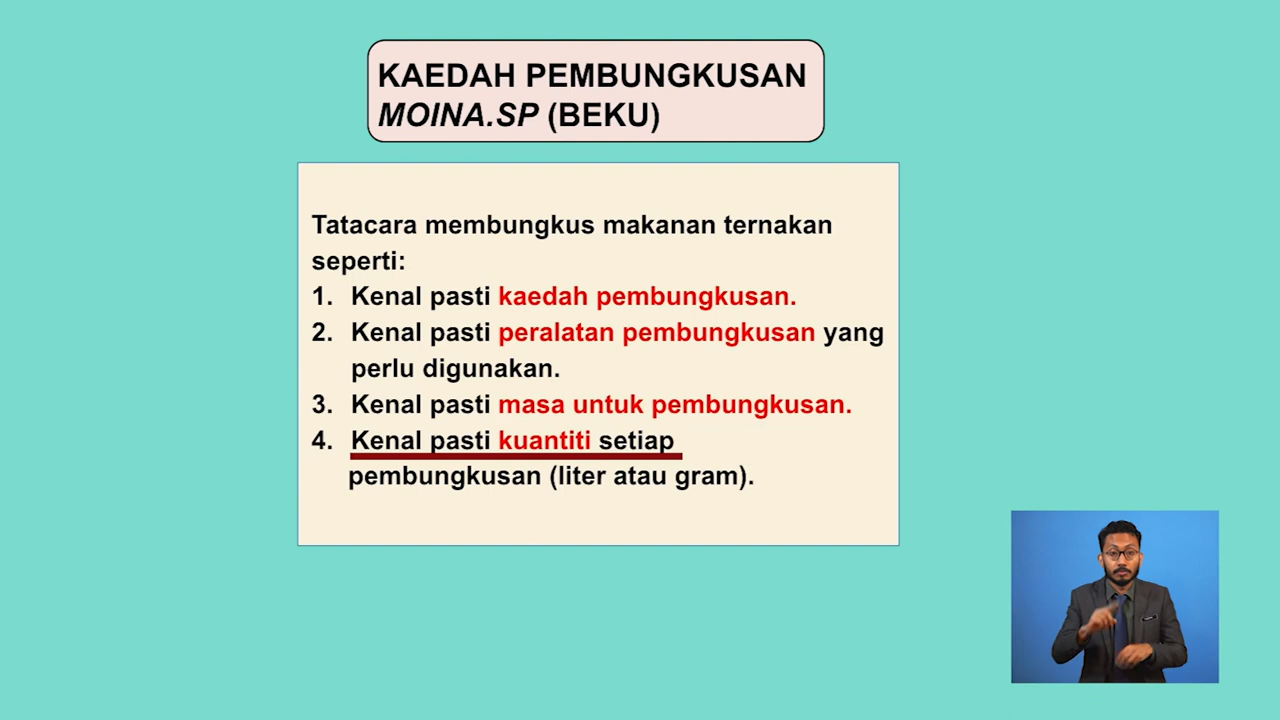 KAEDAH PEMBUNGKUSAN
MOINA.SP (BEKU)
Tatacara membungkus makanan ternakan
seperti:
1. Kenal pasti kaedah pembungkusan.
2. Kenal pasti peralatan pembungkusan yang
perlu digunakan.
3. Kenal pasti masa untuk pembungkusan.
4. Kenal pasti kuantiti setiap
pembungkusan (liter atau gram).